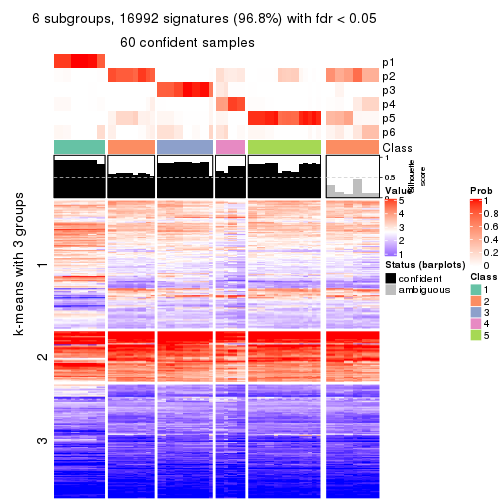 6 subgroups, 16992 signatures (96.8%) with fdr < 0.05
60 confident samples
p1
p2
p3
p4
p5
p6
Class
1
0.5
0
Silhouette
score
k-means with 3 groups
1
2
3
Value
5
4
3
2
1
Status (barplots)
confident
ambiguous
Prob
1
0.8
0.6
0.4
0.2
0
Class
1
2
3
4
5